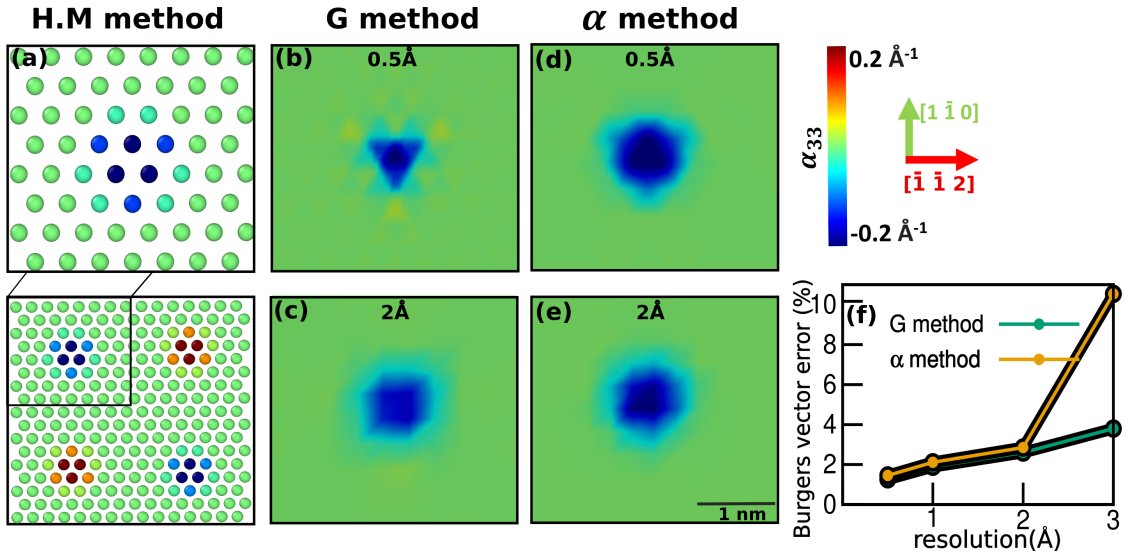 H.M method
G method
α method
(a)
(b)
0.5Å
(d)
0.5Å
0.2 Å⁻¹
α₃₃
-0.2 Å⁻¹
[1 1̄ 0]
[1̄ 1̄ 2]
(c)
2Å
(e)
2Å
1 nm
(f)
G method
α method
Burgers vector error (%)
10
8
6
4
2
0
1
2
3
resolution(Å)